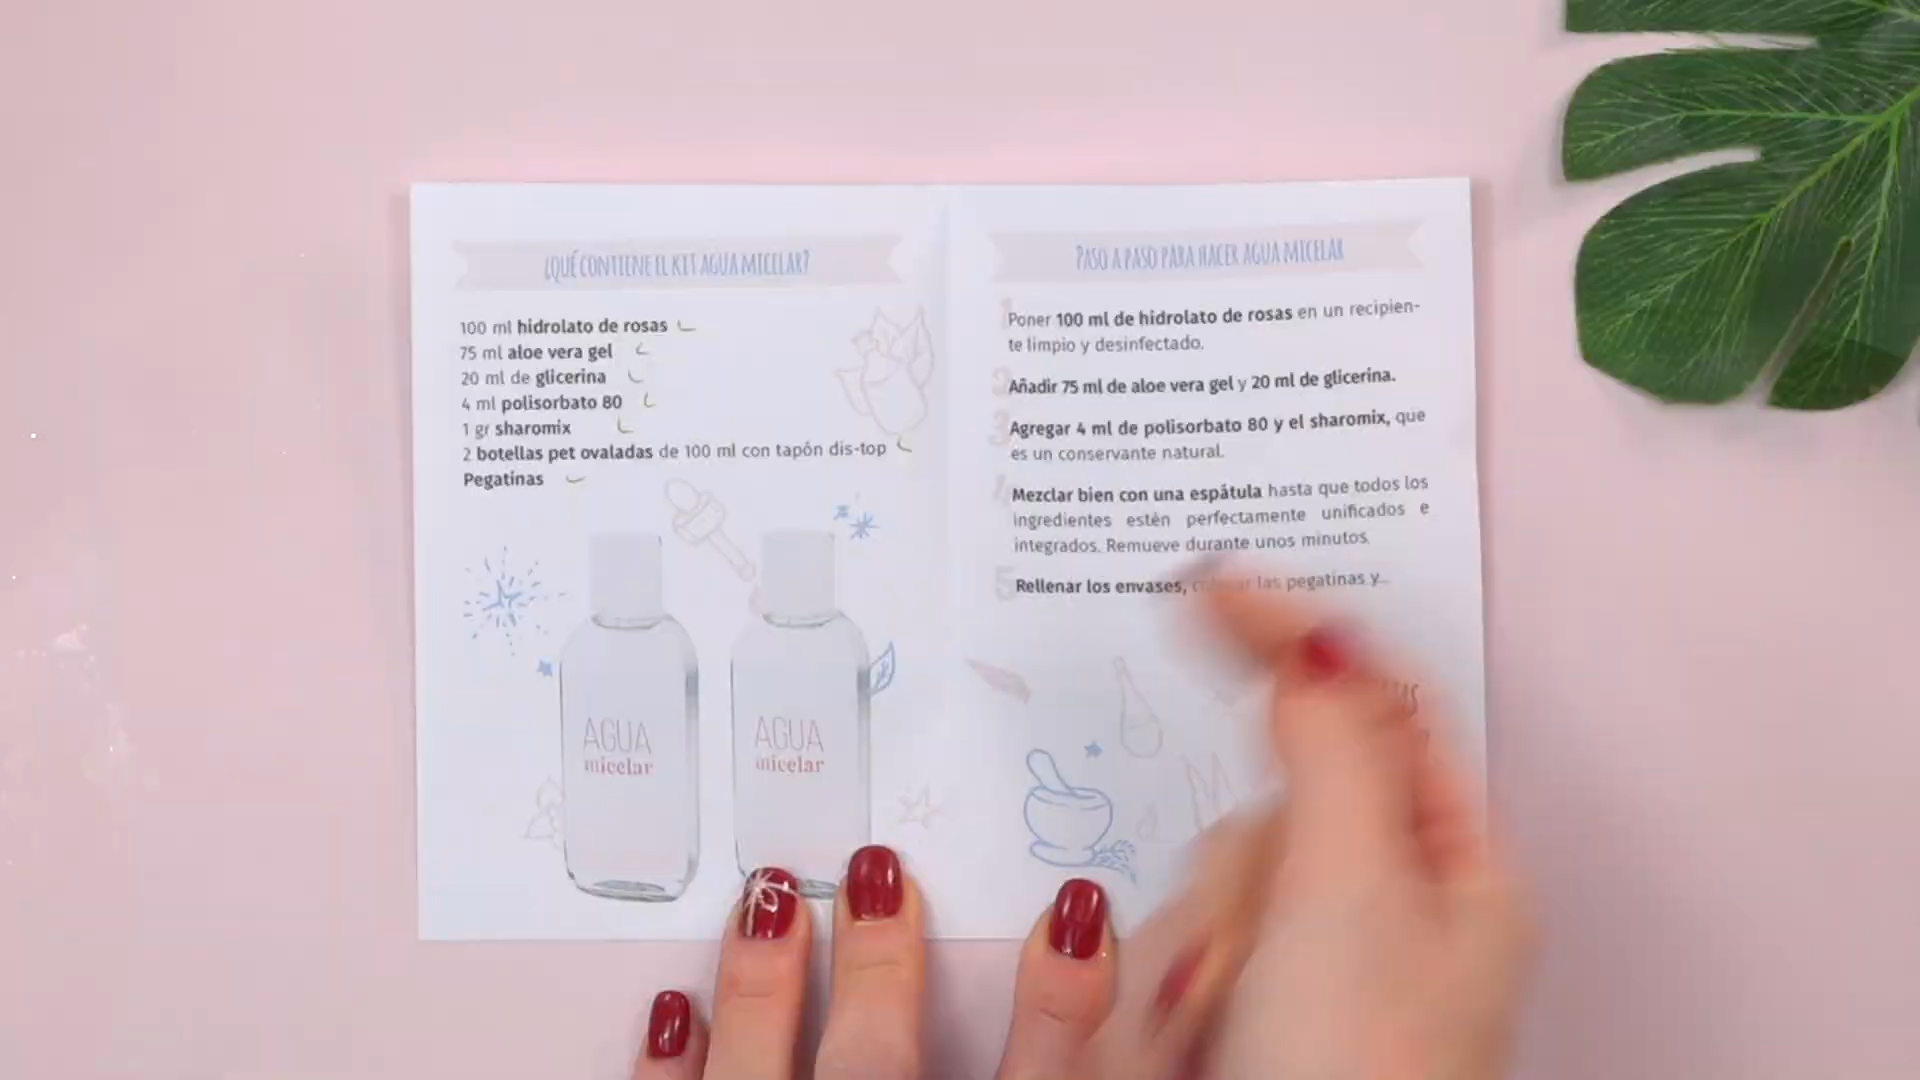 ¿QUÉ CONTIENE EL KIT AGUA MICELAR?
100 ml hidrolato de rosas
75 ml aloe vera gel
20 ml de glicerina
4 ml polisorbato 80
1 gr sharomix
2 botellas pet ovaladas de 100 ml con tapón dis-top
Pegatinas
AGUA
micelar
AGUA
micelar
PASO A PASO PARA HACER AGUA MICELAR
1 Poner 100 ml de hidrolato de rosas en un recipien-
te limpio y desinfectado.
2 Añadir 75 ml de aloe vera gel y 20 ml de glicerina.
3 Agregar 4 ml de polisorbato 80 y el sharomix, que
es un conservante natural.
4 Mezclar bien con una espátula hasta que todos los
ingredientes estén perfectamente unificados e
integrados. Remueve durante unos minutos.
5 Rellenar los envases, las pegatinas y...